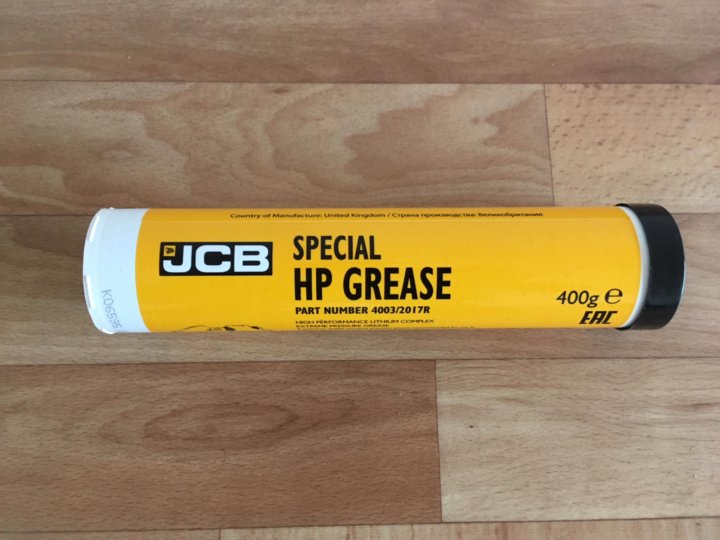 Country of Manufacture: United Kingdom / Страна производства: Великобритания
JCB
SPECIAL
HP GREASE
PART NUMBER 4003/2017R
HIGH PERFORMANCE LITHIUM COMPLEX
EXTREME PRESSURE GREASE
400g e
EAC